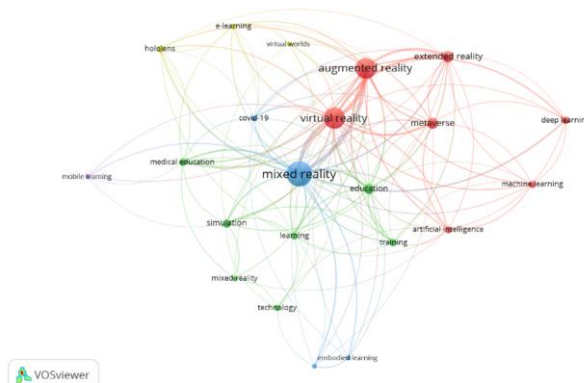 e-learning
virtual worlds
hololens
extended reality
augmented reality
covid-19
virtual reality
metaverse
deep learning
medical education
mobile learning
mixed reality
education
machine learning
simulation
learning
training
artificial intelligence
mixed-reality
technology
embodied learning
VOSviewer